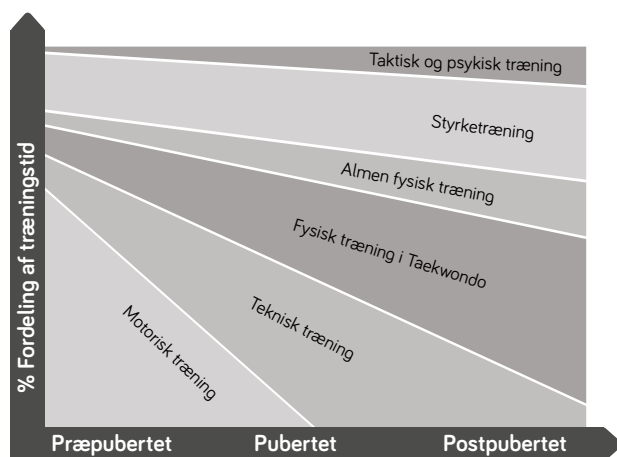 % Fordeling af træningstid
Taktisk og psykisk træning
Styrketræning
Almen fysisk træning
Fysisk træning i Taekwondo
Teknisk træning
Motorisk træning
Præpubertet
Pubertet
Postpubertet